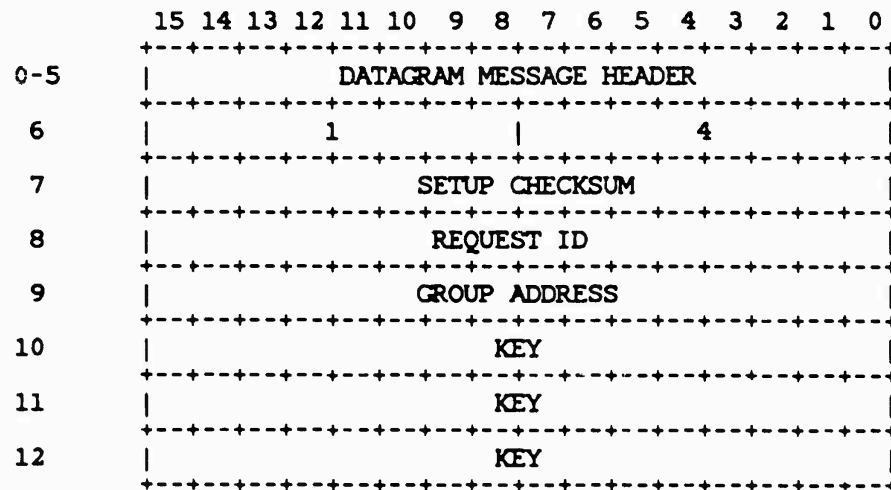 15 14 13 12 11 10 9 8 7 6 5 4 3 2 1 0
0-5 | DATAGRAM MESSAGE HEADER |
6 | 1 | 4 |
7 | SETUP CHECKSUM |
8 | REQUEST ID |
9 | GROUP ADDRESS |
10 | KEY |
11 | KEY |
12 | KEY |